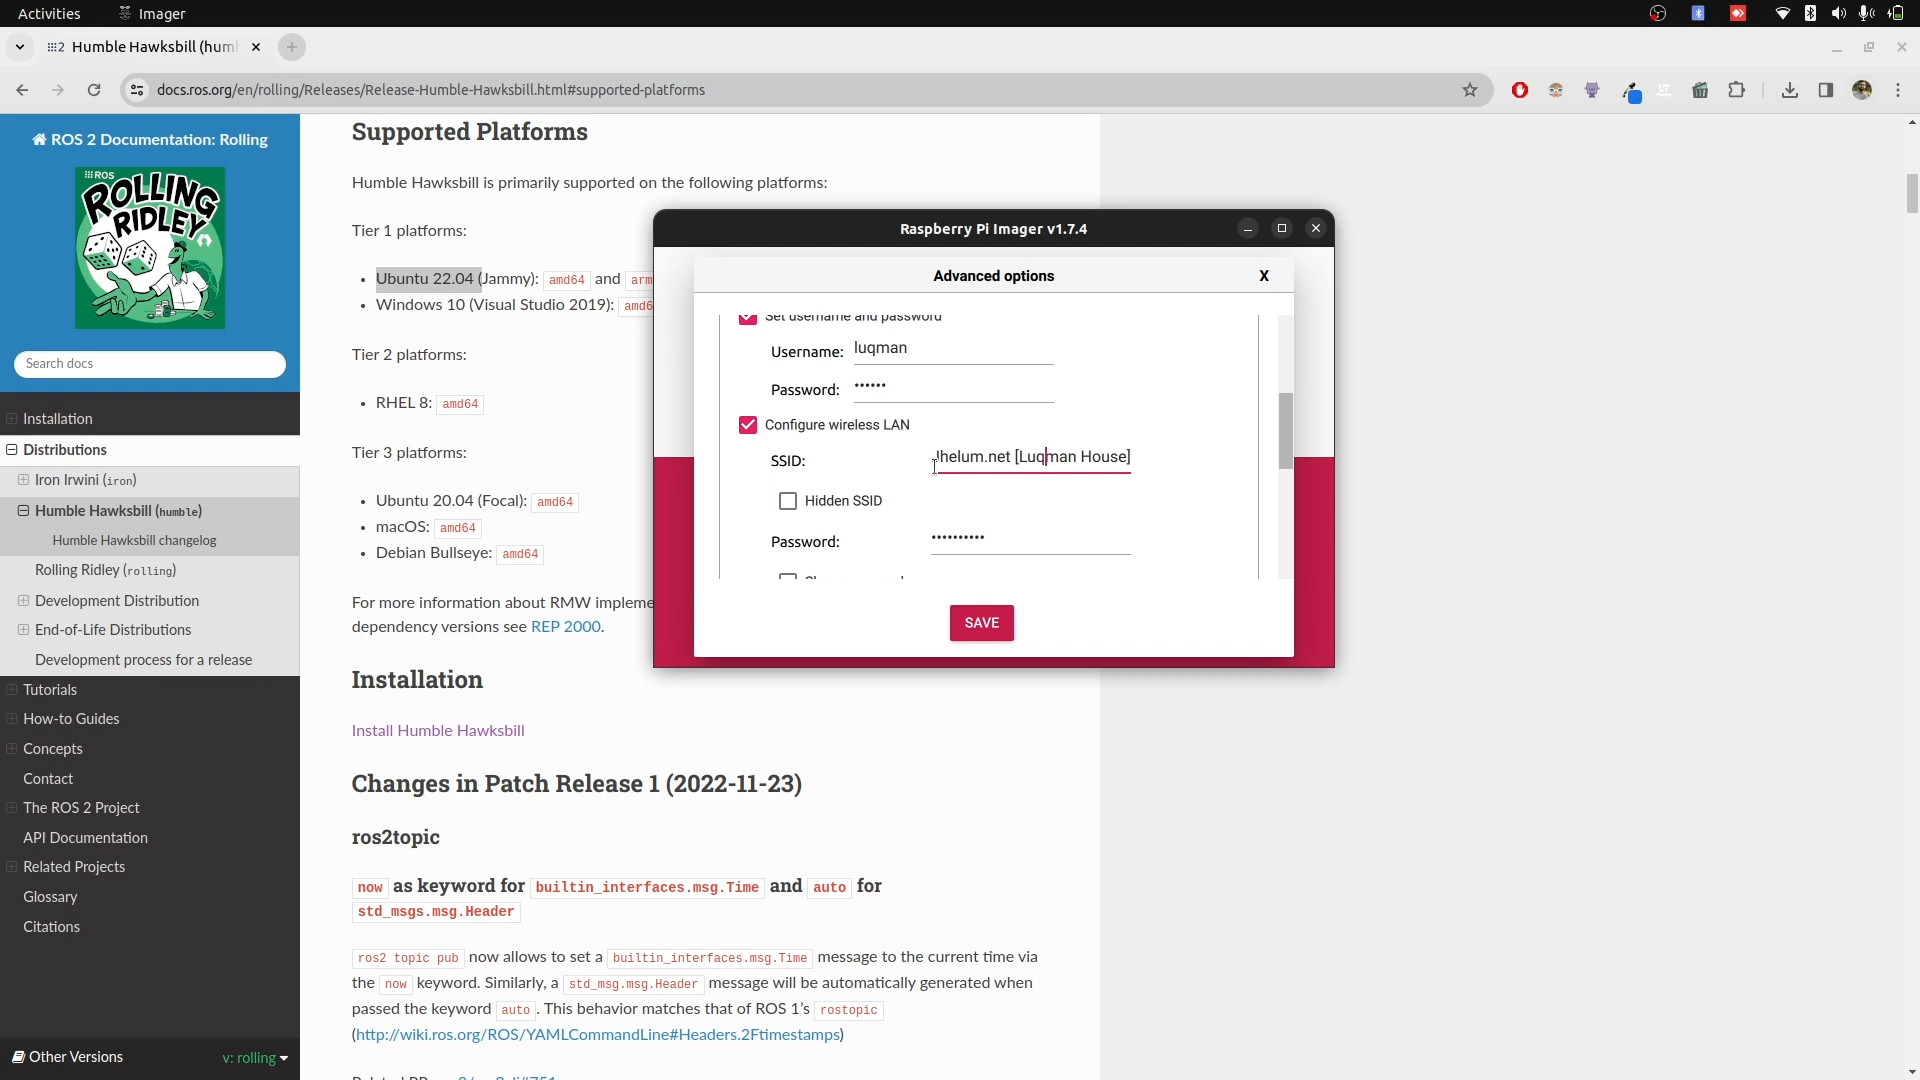 Activities Imager
Humble Hawksbill (huml
docs.ros.org/en/rolling/Releases/Release-Humble-Hawksbill.html#supported-platforms
ROS 2 Documentation: Rolling
ROS
ROLLING
RIDLEY
Search docs
Installation
Distributions
Iron Irwini (iron)
Humble Hawksbill (humble)
Humble Hawksbill changelog
Rolling Ridley (rolling)
Development Distribution
End-of-Life Distributions
Development process for a release
Tutorials
How-to Guides
Concepts
Contact
The ROS 2 Project
API Documentation
Related Projects
Glossary
Citations
Other Versions v: rolling
Supported Platforms
Humble Hawksbill is primarily supported on the following platforms:
Tier 1 platforms:
Ubuntu 22.04 (Jammy): amd64 and arm
Windows 10 (Visual Studio 2019): amd6
Tier 2 platforms:
RHEL 8: amd64
Tier 3 platforms:
Ubuntu 20.04 (Focal): amd64
macOS: amd64
Debian Bullseye: amd64
For more information about RMW impleme
dependency versions see REP 2000.
Installation
Install Humble Hawksbill
Changes in Patch Release 1 (2022-11-23)
ros2topic
now as keyword for builtin_interfaces.msg.Time and auto for
std_msgs.msg.Header
ros2 topic pub now allows to set a builtin_interfaces.msg.Time message to the current time via
the now keyword. Similarly, a std_msg.msg.Header message will be automatically generated when
passed the keyword auto. This behavior matches that of ROS 1’s rostopic
(http://wiki.ros.org/ROS/YAMLCommandLine#Headers.2Ftimestamps)
Raspberry Pi Imager v1.7.4
Advanced options X
Set username and password
Username: luqman
Password: ••••••
Configure wireless LAN
SSID: Jhelum.net [Luqman House]
Hidden SSID
Password: ••••••••••
SAVE